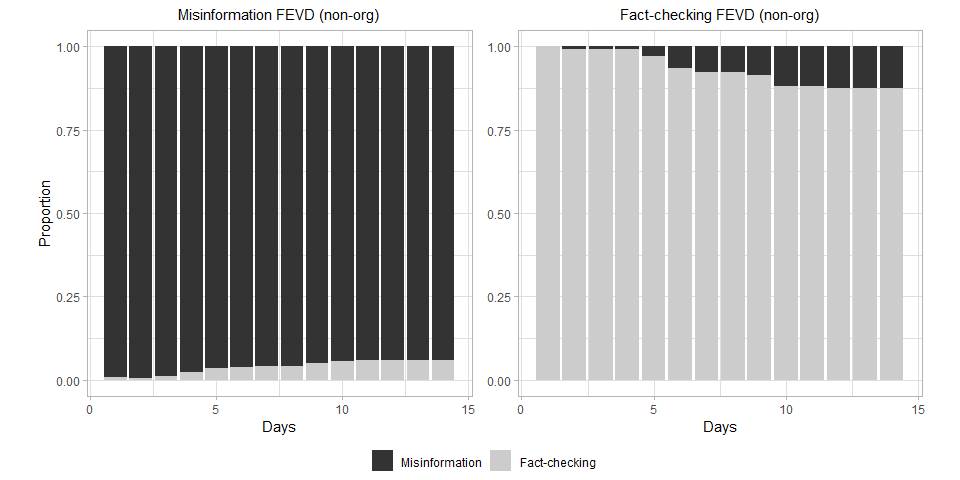 Misinformation FEVD (non-org)
Fact-checking FEVD (non-org)
Proportion
1.00
0.75
0.50
0.25
0.00
0
5
10
15
Days
1.00
0.75
0.50
0.25
0.00
0
5
10
15
Days
Misinformation
Fact-checking